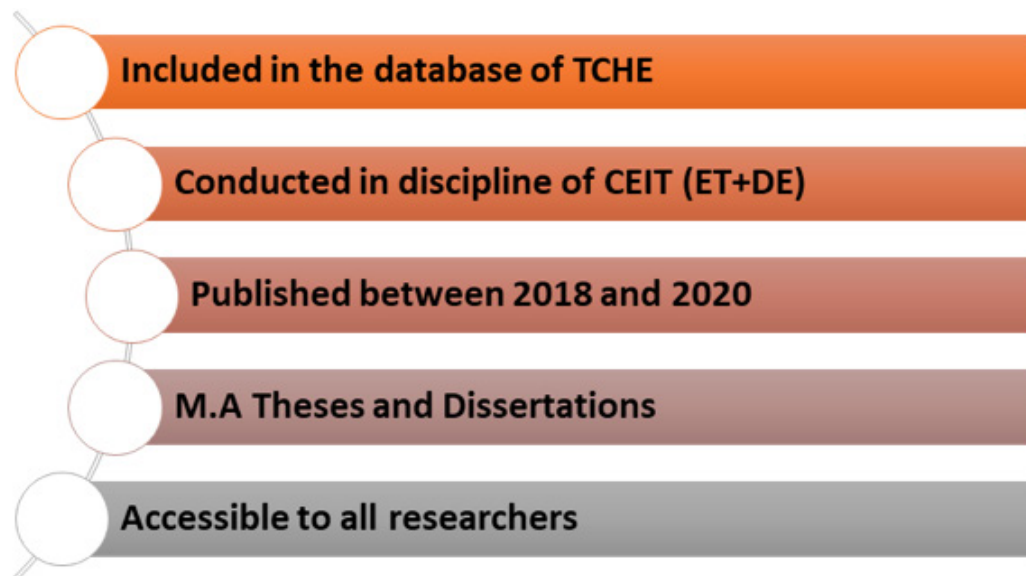 Included in the database of TCHE
Conducted in discipline of CEIT (ET+DE)
Published between 2018 and 2020
M.A Theses and Dissertations
Accessible to all researchers